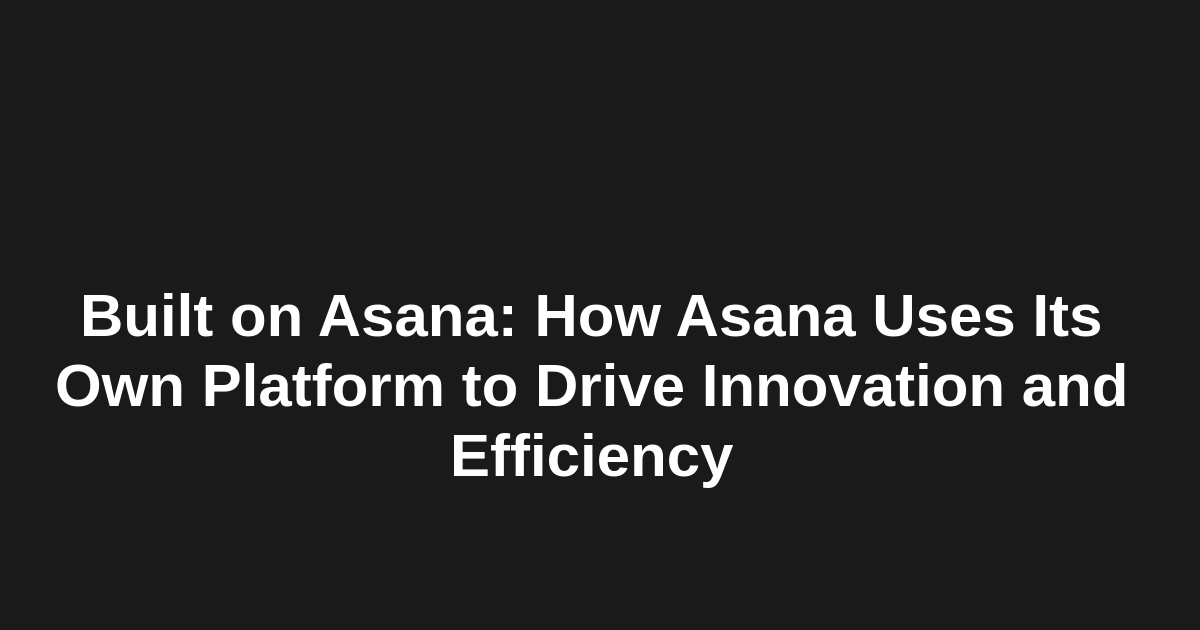 Built on Asana: How Asana Uses Its
Own Platform to Drive Innovation and
Efficiency